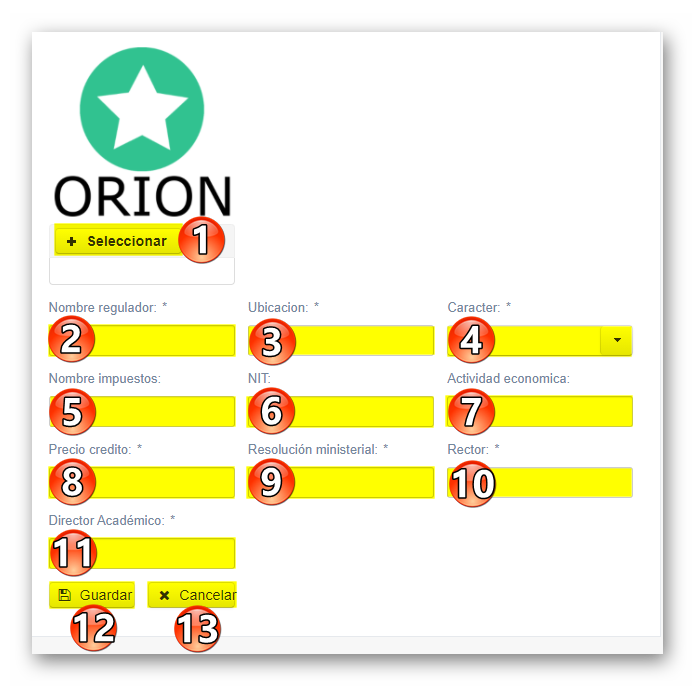 ORION
+ Seleccionar 1
Nombre regulador: * Ubicacion: * Caracter: *
2 3 4
Nombre impuestos: NIT: Actividad economica:
5 6 7
Precio credito: * Resolución ministerial: * Rector: *
8 9 10
Director Académico: *
11
Guardar Cancelar
12 13